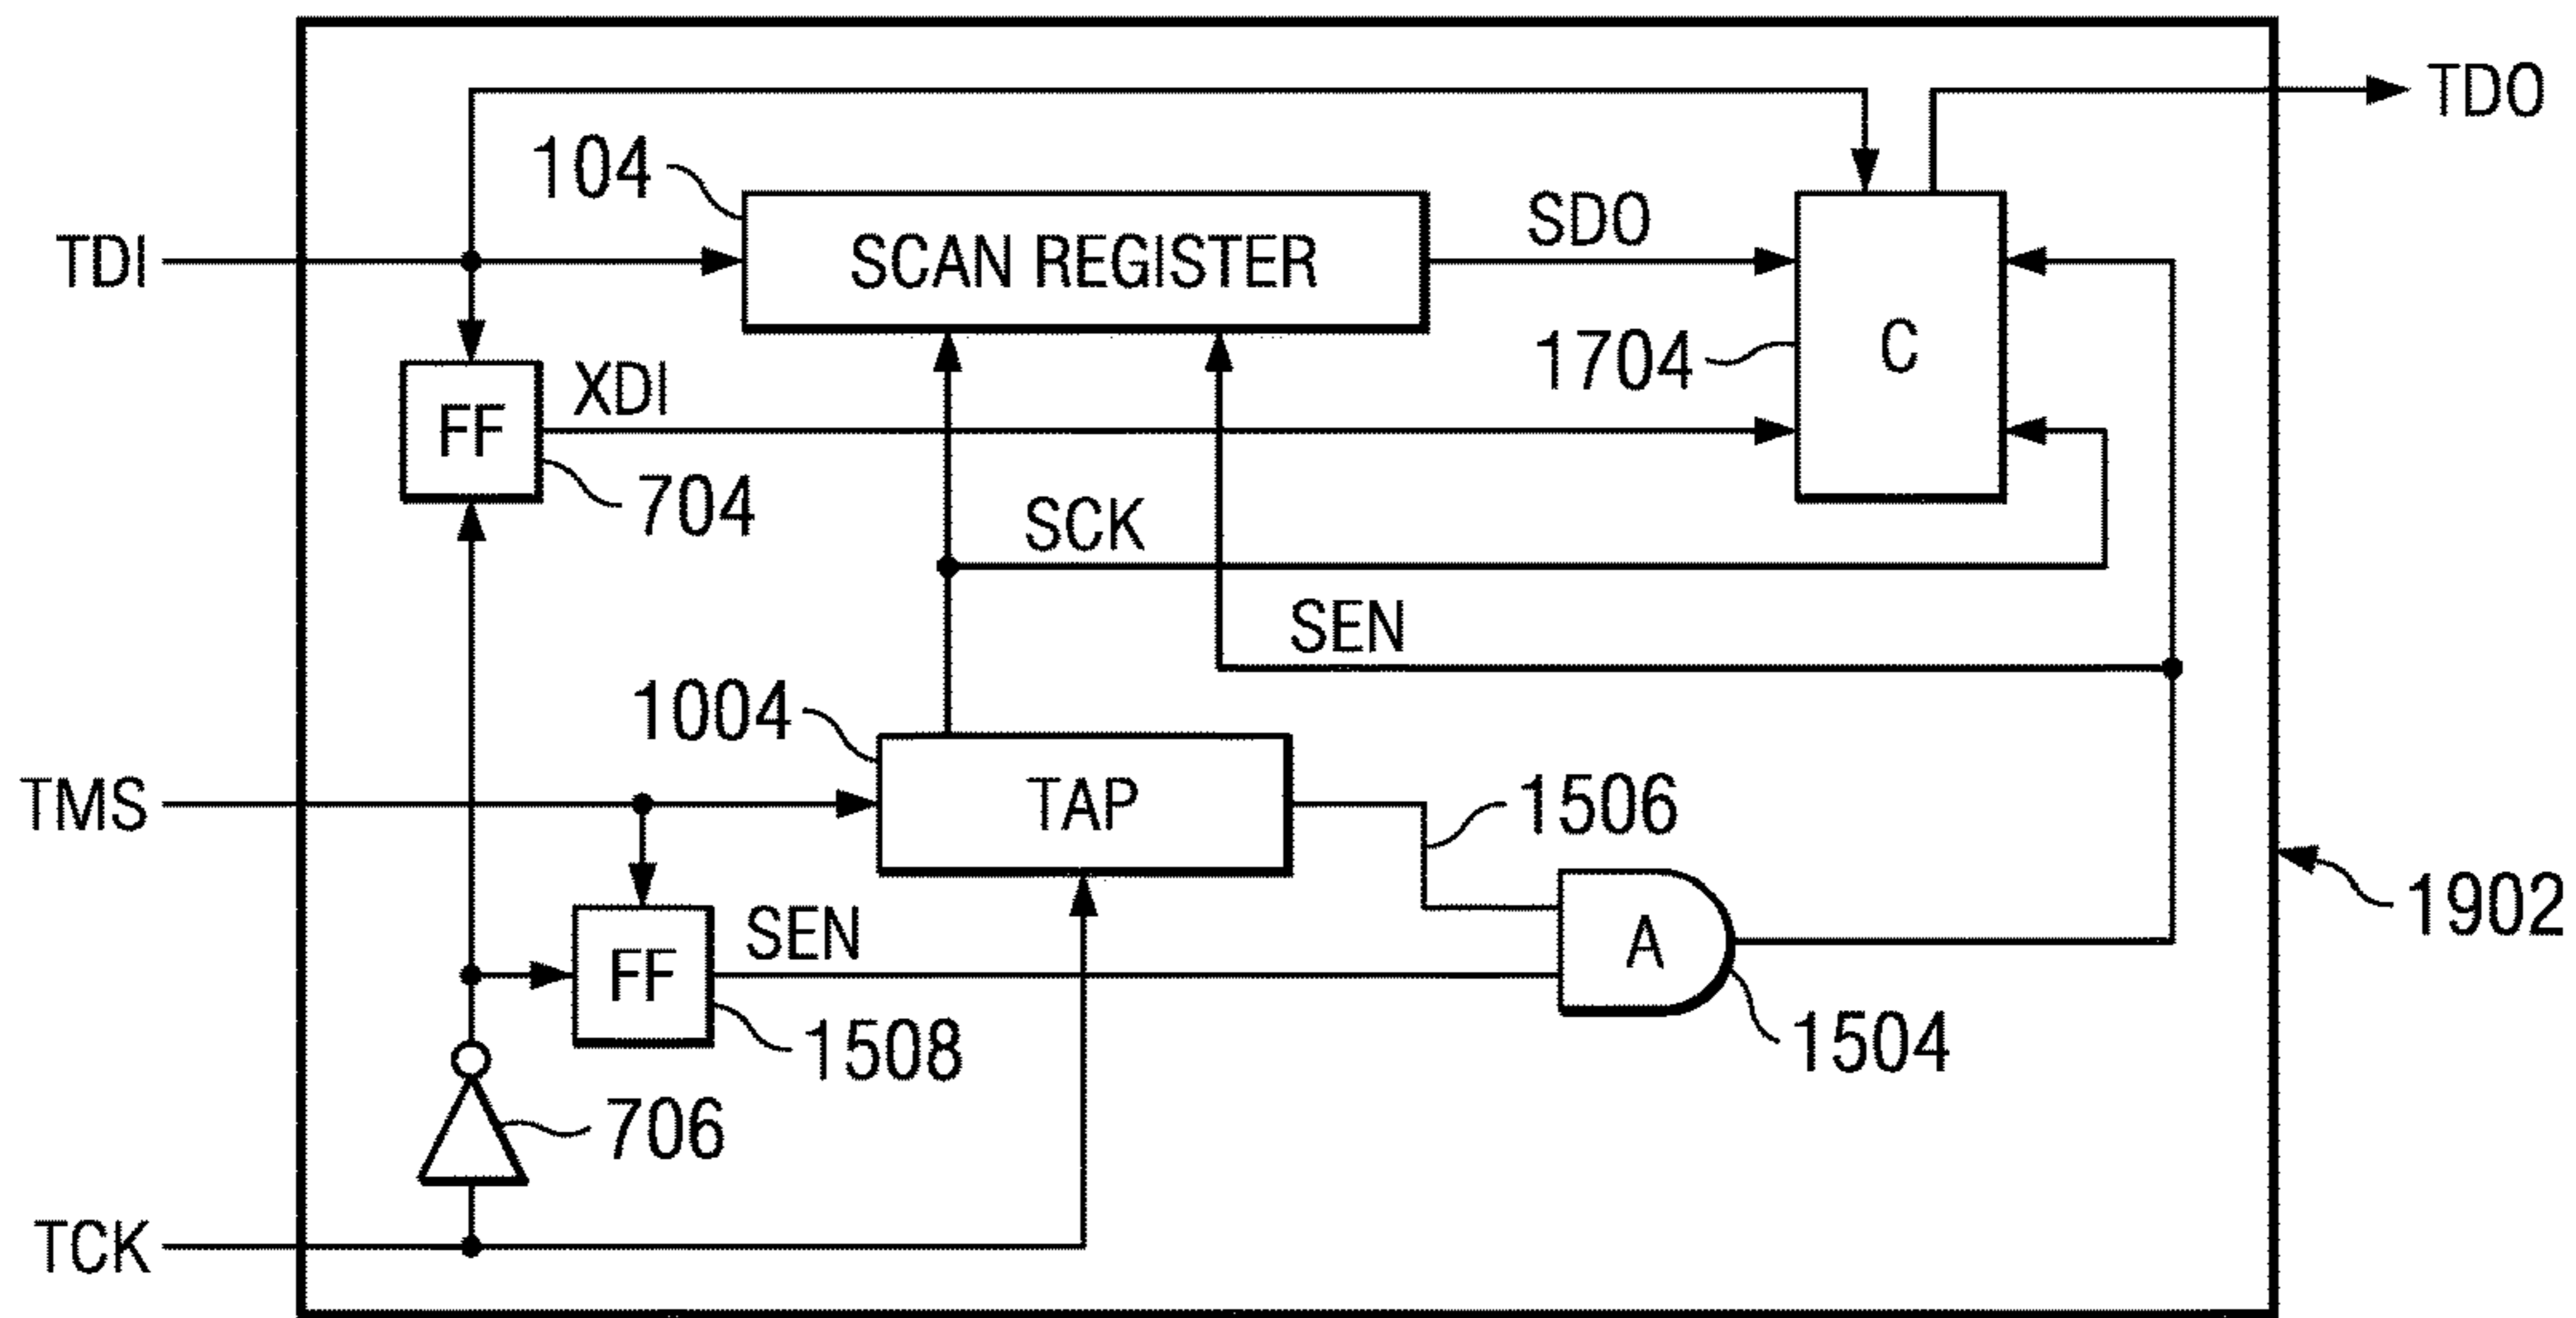 TDO
104
TDI
SCAN REGISTER
SDO
1704
C
XDI
FF
704
SCK
SEN
1004
TMS
TAP
1506
1902
SEN
A
FF
1508
1504
706
TCK